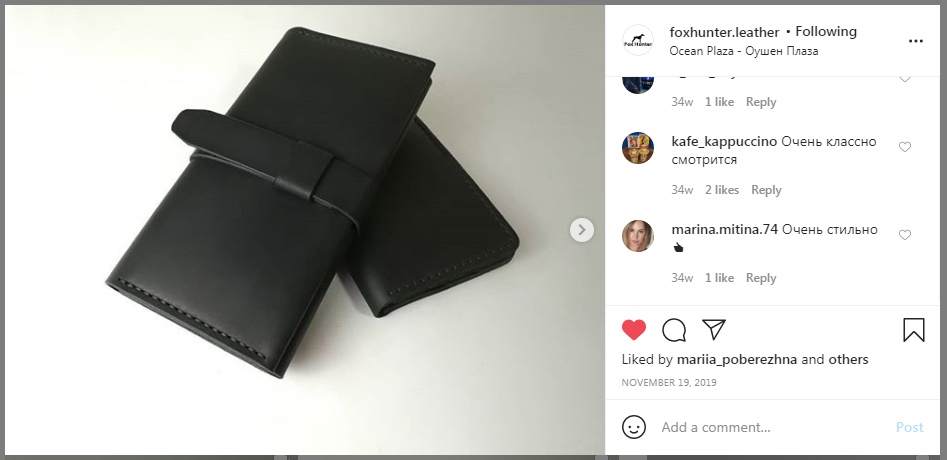 foxhunter.leather • Following
Ocean Plaza - Оушен Плаза
Fox Hunter
34w 1 like Reply
kafe_kappuccino Очень классно
смотрится
34w 2 likes Reply
marina.mitina.74 Очень стильно
34w 1 like Reply
Liked by mariia_poberezhna and others
NOVEMBER 19, 2019
Add a comment... Post